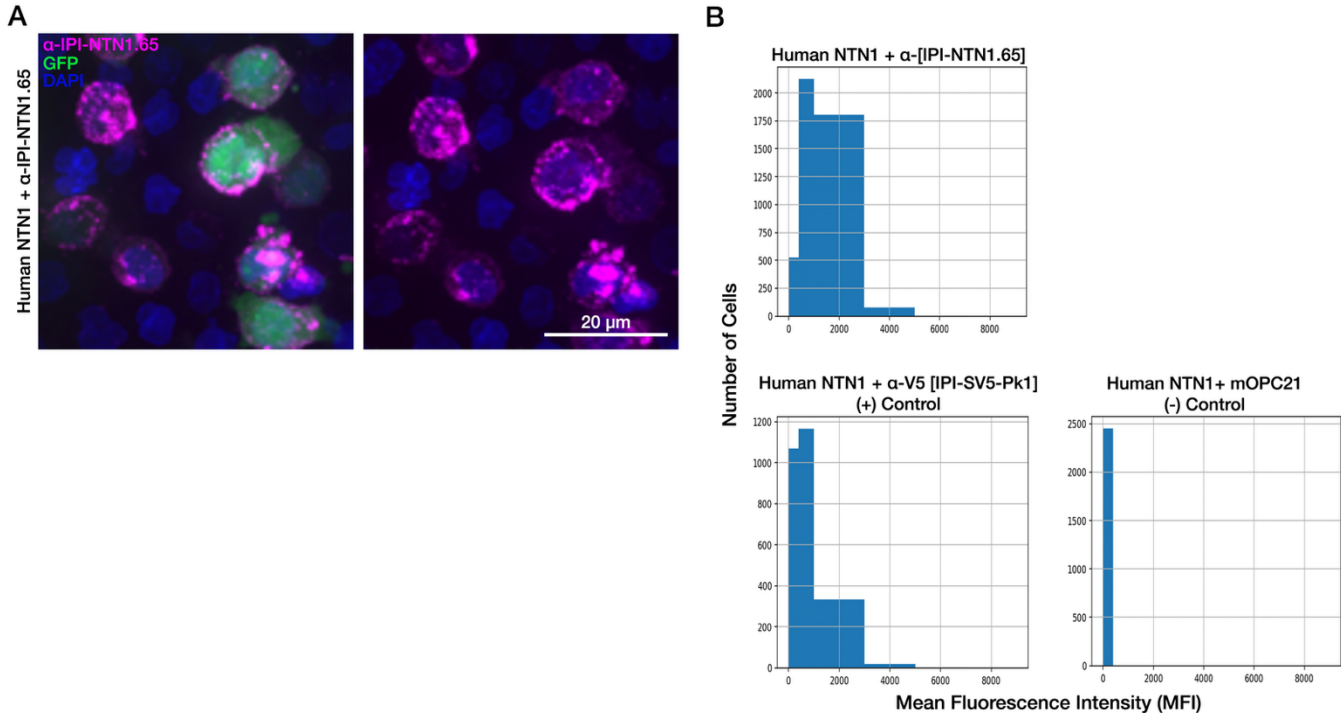 A
Human NTN1 + α-IPI-NTN1.65
α-IPI-NTN1.65
GFP
DAPI
20 μm
B
Number of Cells
Human NTN1 + α-[IPI-NTN1.65]
2000
1750
1500
1250
1000
750
500
250
0
0 2000 4000 6000 8000
Human NTN1 + α-V5 [IPI-SV5-Pk1]
(+) Control
1200
1000
800
600
400
200
0
0 2000 4000 6000 8000
Human NTN1+ mOPC21
(-) Control
2500
2000
1500
1000
500
0
0 2000 4000 6000 8000
Mean Fluorescence Intensity (MFI)